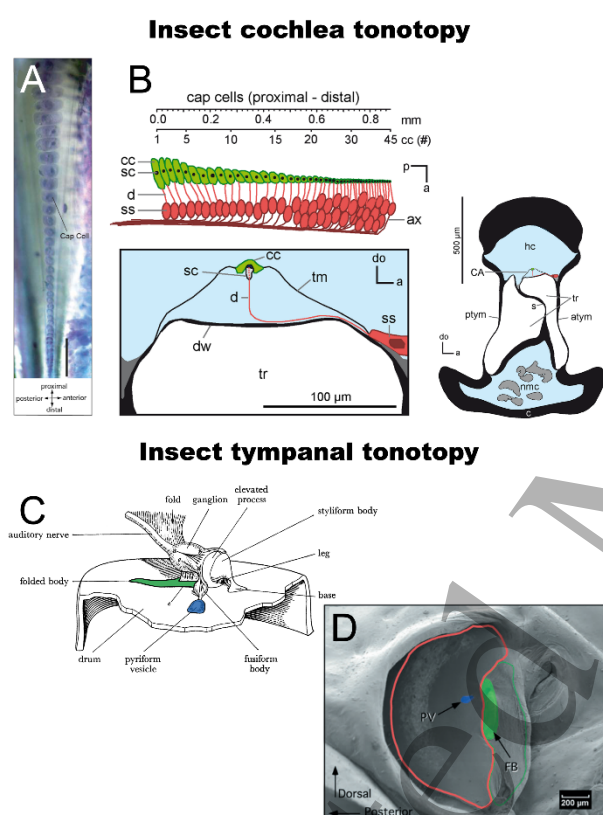 Insect cochlea tonotopy
A
Cap Cell
proximal
posterior
anterior
distal
B
cap cells (proximal - distal)
0.0 0.2 0.4 0.6 0.8
mm
1 5 10 15 20 30 45 cc (#)
cc
sc
d
ss
ax
p
a
cc
sc
tm
d
do
a
ss
dw
tr
100 µm
500 µm
hc
CA
s
tr
ptym
atym
do
a
nmc
c
Insect tympanal tonotopy
C
fold
ganglion
elevated
process
styliform body
auditory nerve
leg
folded body
base
drum
pyriform
vesicle
fusiform
body
D
PV
FB
Dorsal
Posterior
200 µm